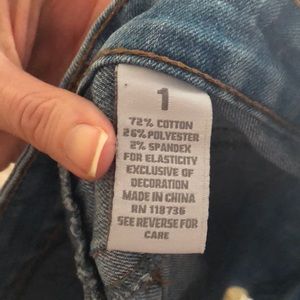 1
72% COTTON
26% POLYESTER
2% SPANDEX
FOR ELASTICITY
EXCLUSIVE OF
DECORATION
MADE IN CHINA
RN 118736
SEE REVERSE FOR
CARE